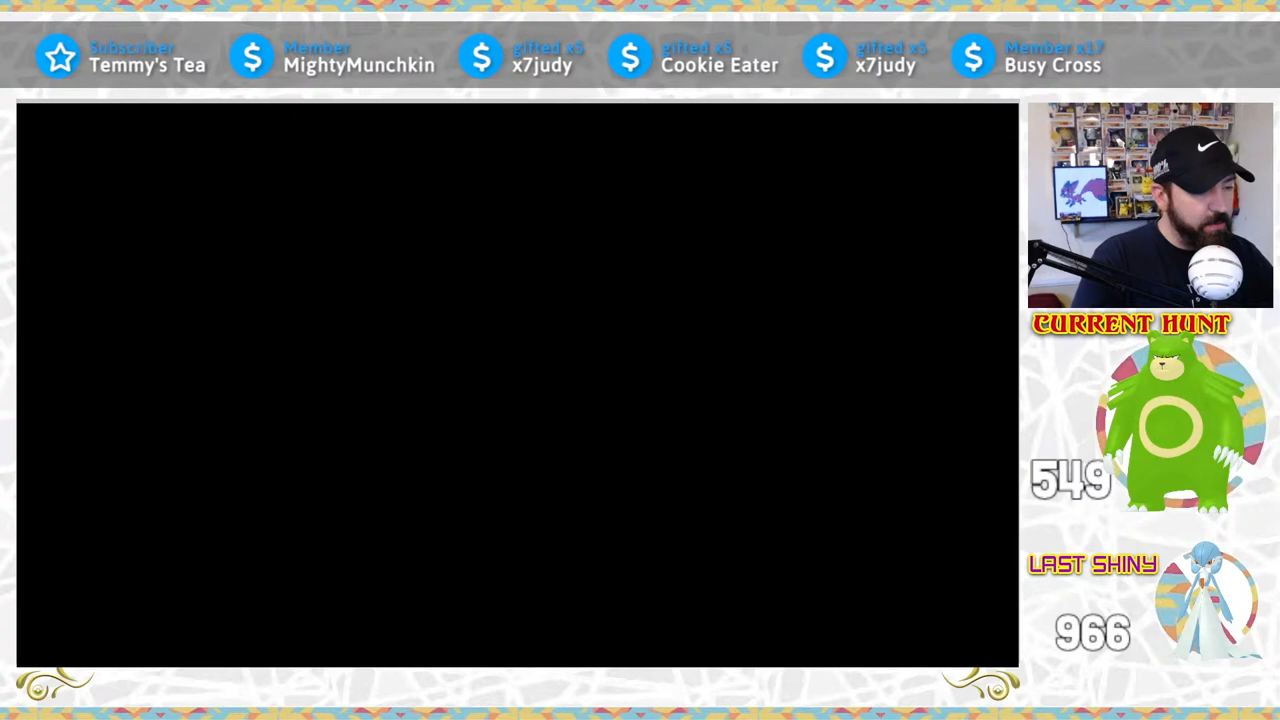 Subscriber
Temmy's Tea
Member
MightyMunchkin
gifted x5
x7judy
gifted x5
Cookie Eater
gifted x5
x7judy
Member x17
Busy Cross
CURRENT HUNT
549
LAST SHINY
966